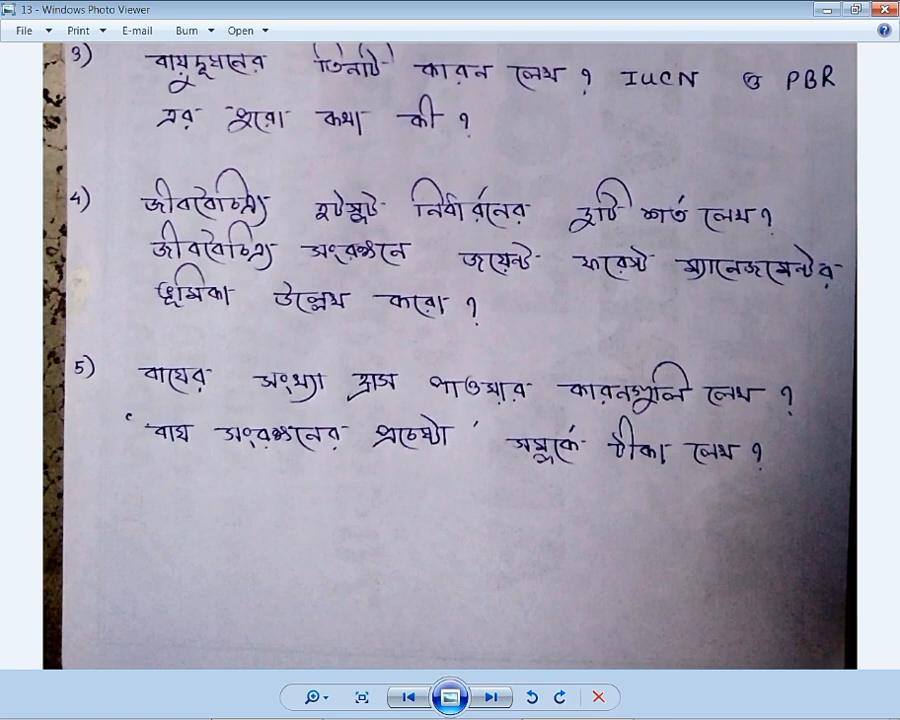 13 - Windows Photo Viewer
File Print E-mail Burn Open
3) বায়ুদূষনের তিনটি কারন লেখ ? IUCN ও PBR
এর পুরো কথা কী ?
4) জীববৈচিত্র্য হটস্পট নির্ধারনের দুটি শর্ত লেখ ?
জীববৈচিত্র্য সংরক্ষনে জয়েন্ট ফরেস্ট ম্যানেজমেন্টের
ভূমিকা উল্লেখ করো ?
5) বাঘের সংখ্যা হ্রাস পাওয়ার কারনগুলি লেখ ?
'বাঘ সংরক্ষনের প্রচেষ্টা' সম্পর্কে টীকা লেখ ?